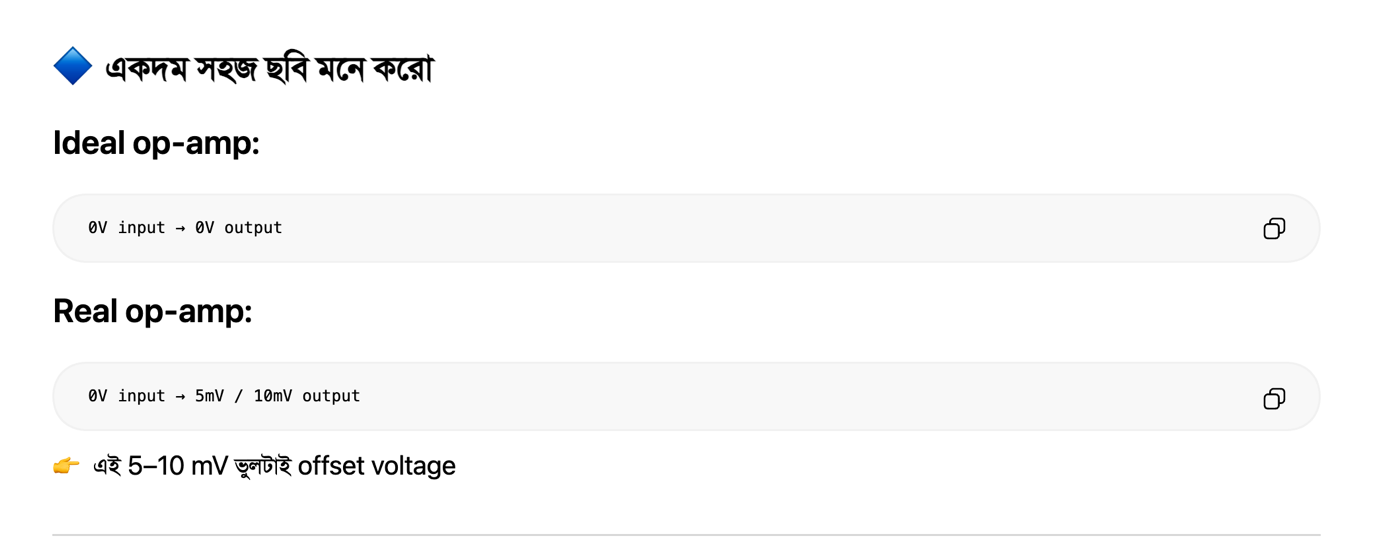 🔷 একদম সহজ ছবি মনে করো
Ideal op-amp:
0V input → 0V output
Real op-amp:
0V input → 5mV / 10mV output
👉 এই 5–10 mV ভুলটাই offset voltage